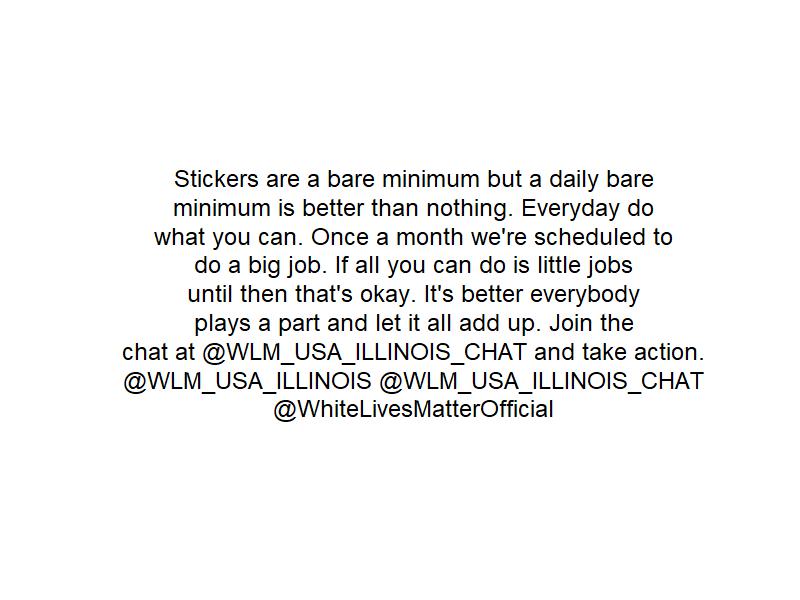 Stickers are a bare minimum but a daily bare
minimum is better than nothing. Everyday do
what you can. Once a month we're scheduled to
do a big job. If all you can do is little jobs
until then that's okay. It's better everybody
plays a part and let it all add up. Join the
chat at @WLM_USA_ILLINOIS_CHAT and take action.
@WLM_USA_ILLINOIS @WLM_USA_ILLINOIS_CHAT
@WhiteLivesMatterOfficial